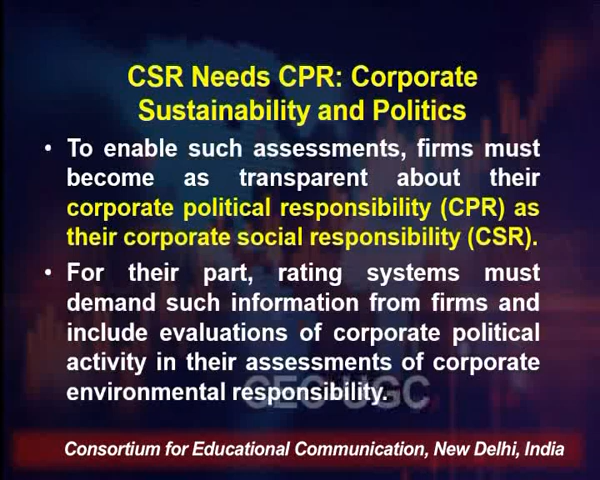 CSR Needs CPR: Corporate
Sustainability and Politics
• To enable such assessments, firms must
become as transparent about their
corporate political responsibility (CPR) as
their corporate social responsibility (CSR).
• For their part, rating systems must
demand such information from firms and
include evaluations of corporate political
activity in their assessments of corporate
environmental responsibility.
CEC UGC
Consortium for Educational Communication, New Delhi, India